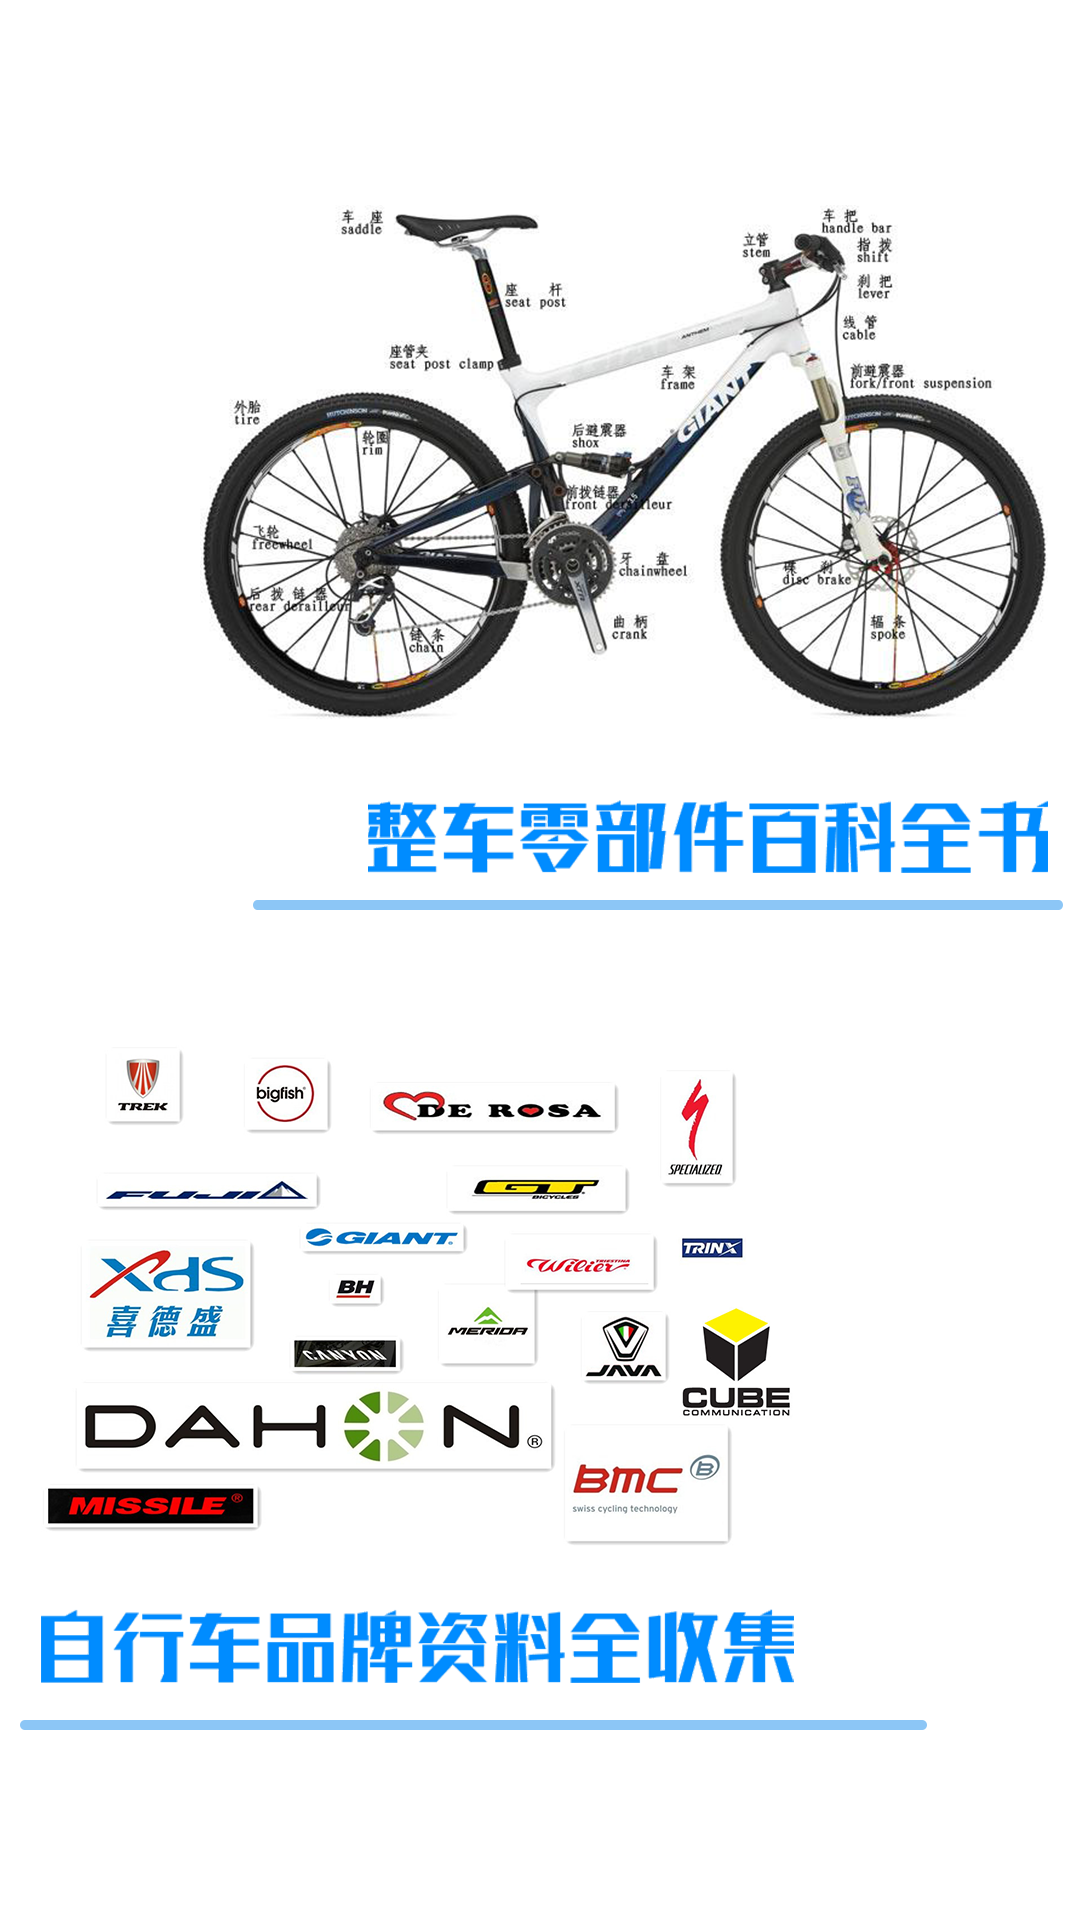 车 座
saddle
车 把
handle bar
立管
stem
指 拨
shift
刹 把
lever
座 杆
seat post
线 管
cable
座管夹
seat post clamp
车 架
frame
前避震器
fork/front suspension
ANTHEM
GIANT
外胎
tire
HUTCHINSON
HUTCHINSON
轮圈
rim
后避震器
shox
前拨链器
front derailleur
飞轮
freewheel
牙 盘
chainwheel
碟 刹
disc brake
后 拨 链 器
rear derailleur
曲 柄
crank
辐 条
spoke
链 条
chain
整车零部件百科全书
TREK
bigfish®
DE ROSA
SPECIALIZED
FUJI
GT
BICYCLES
GIANT
TRINX
XdS
喜德盛
Wilier
TRIESTINA
BH
MERIDA
CANYON
JAVA
CUBE
COMMUNICATION
DAHON®
BMC B
swiss cycling technology
MISSILE®
自行车品牌资料全收集